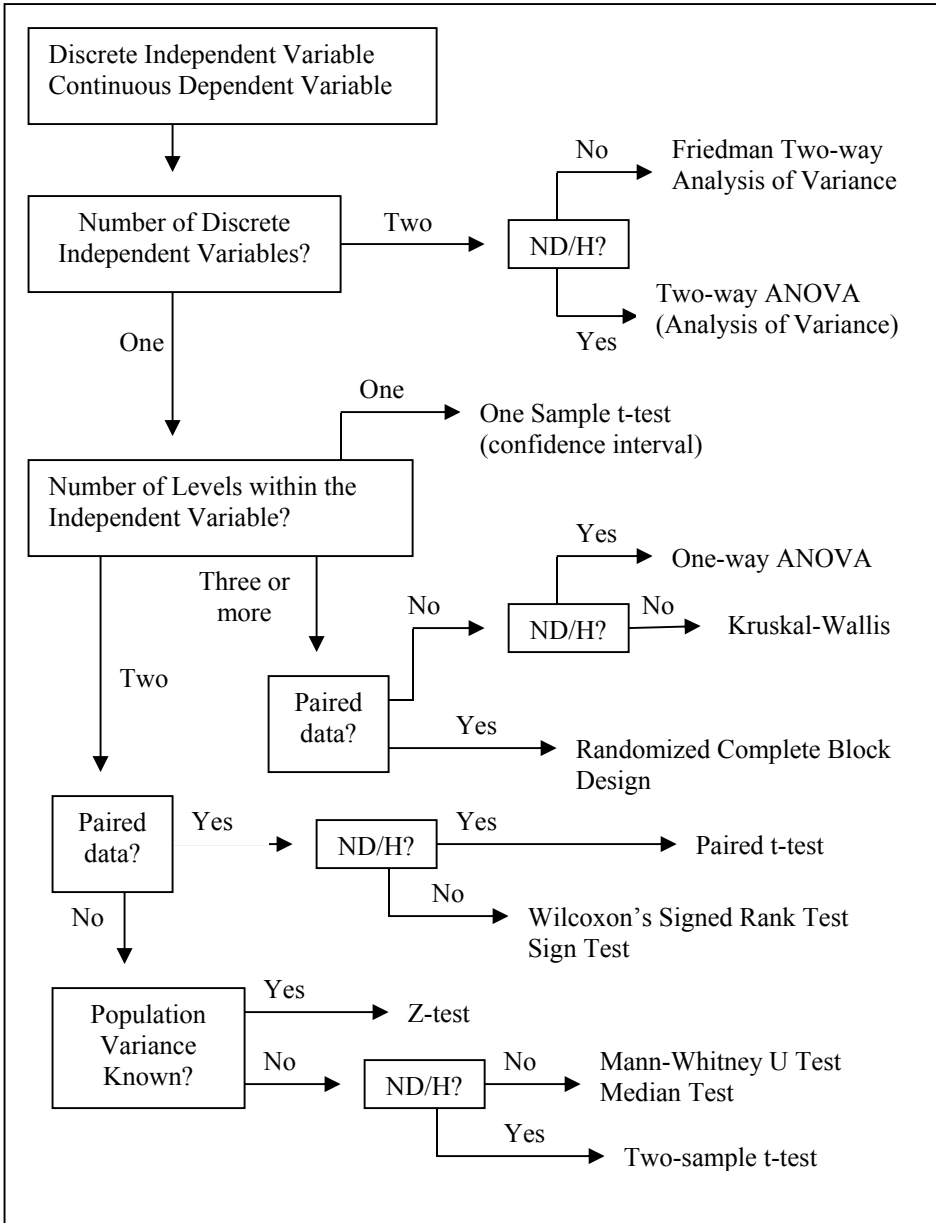 Discrete Independent Variable
Continuous Dependent Variable
No
Friedman Two-way
Analysis of Variance
Number of Discrete
Independent Variables?
Two
ND/H?
Two-way ANOVA
(Analysis of Variance)
Yes
One
One
One Sample t-test
(confidence interval)
Number of Levels within the
Independent Variable?
Yes
One-way ANOVA
Three or
more
No
ND/H?
No
Kruskal-Wallis
Two
Paired
data?
Yes
Randomized Complete Block
Design
Paired
data?
Yes
ND/H?
Yes
Paired t-test
No
No
Wilcoxon’s Signed Rank Test
Sign Test
Population
Variance
Known?
Yes
Z-test
No
ND/H?
No
Mann-Whitney U Test
Median Test
Yes
Two-sample t-test